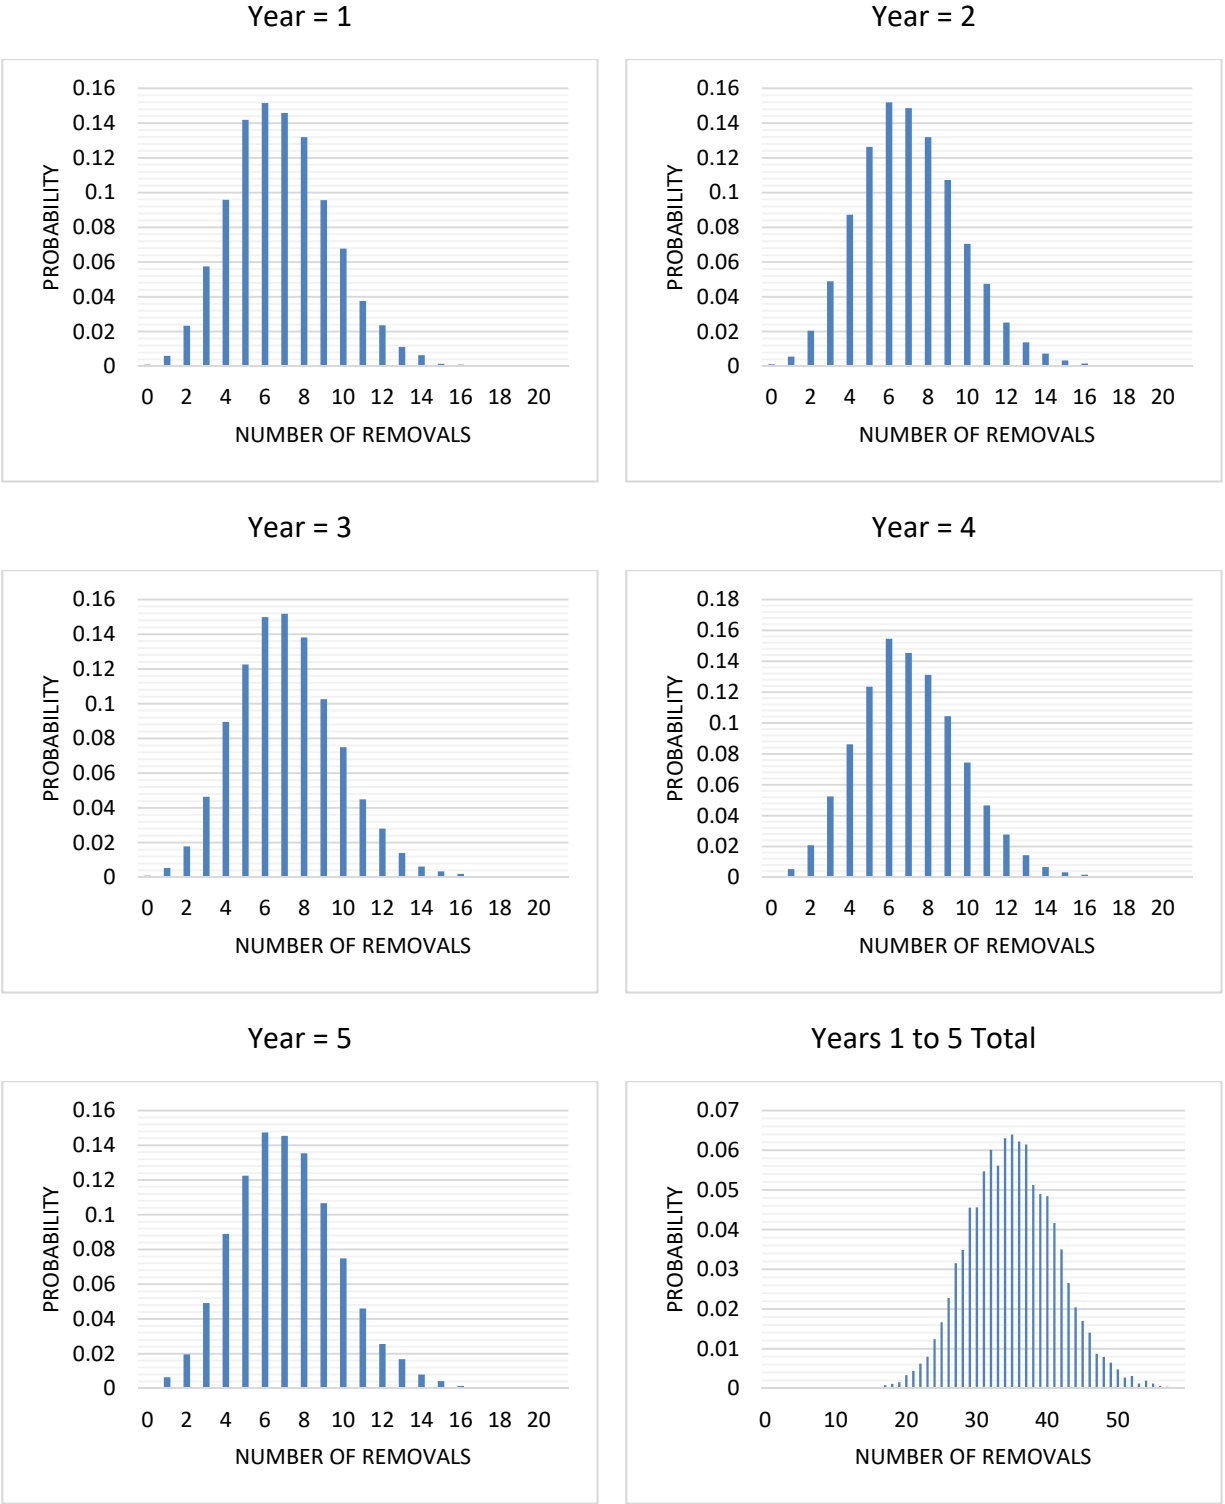 Year = 1
0.16
0.14
0.12
0.1
0.08
0.06
0.04
0.02
0
PROBABILITY
0 2 4 6 8 10 12 14 16 18 20
NUMBER OF REMOVALS
Year = 2
0.16
0.14
0.12
0.1
0.08
0.06
0.04
0.02
0
PROBABILITY
0 2 4 6 8 10 12 14 16 18 20
NUMBER OF REMOVALS
Year = 3
0.16
0.14
0.12
0.1
0.08
0.06
0.04
0.02
0
PROBABILITY
0 2 4 6 8 10 12 14 16 18 20
NUMBER OF REMOVALS
Year = 4
0.18
0.16
0.14
0.12
0.1
0.08
0.06
0.04
0.02
0
PROBABILITY
0 2 4 6 8 10 12 14 16 18 20
NUMBER OF REMOVALS
Year = 5
0.16
0.14
0.12
0.1
0.08
0.06
0.04
0.02
0
PROBABILITY
0 2 4 6 8 10 12 14 16 18 20
NUMBER OF REMOVALS
Years 1 to 5 Total
0.07
0.06
0.05
0.04
0.03
0.02
0.01
0
PROBABILITY
0 10 20 30 40 50
NUMBER OF REMOVALS